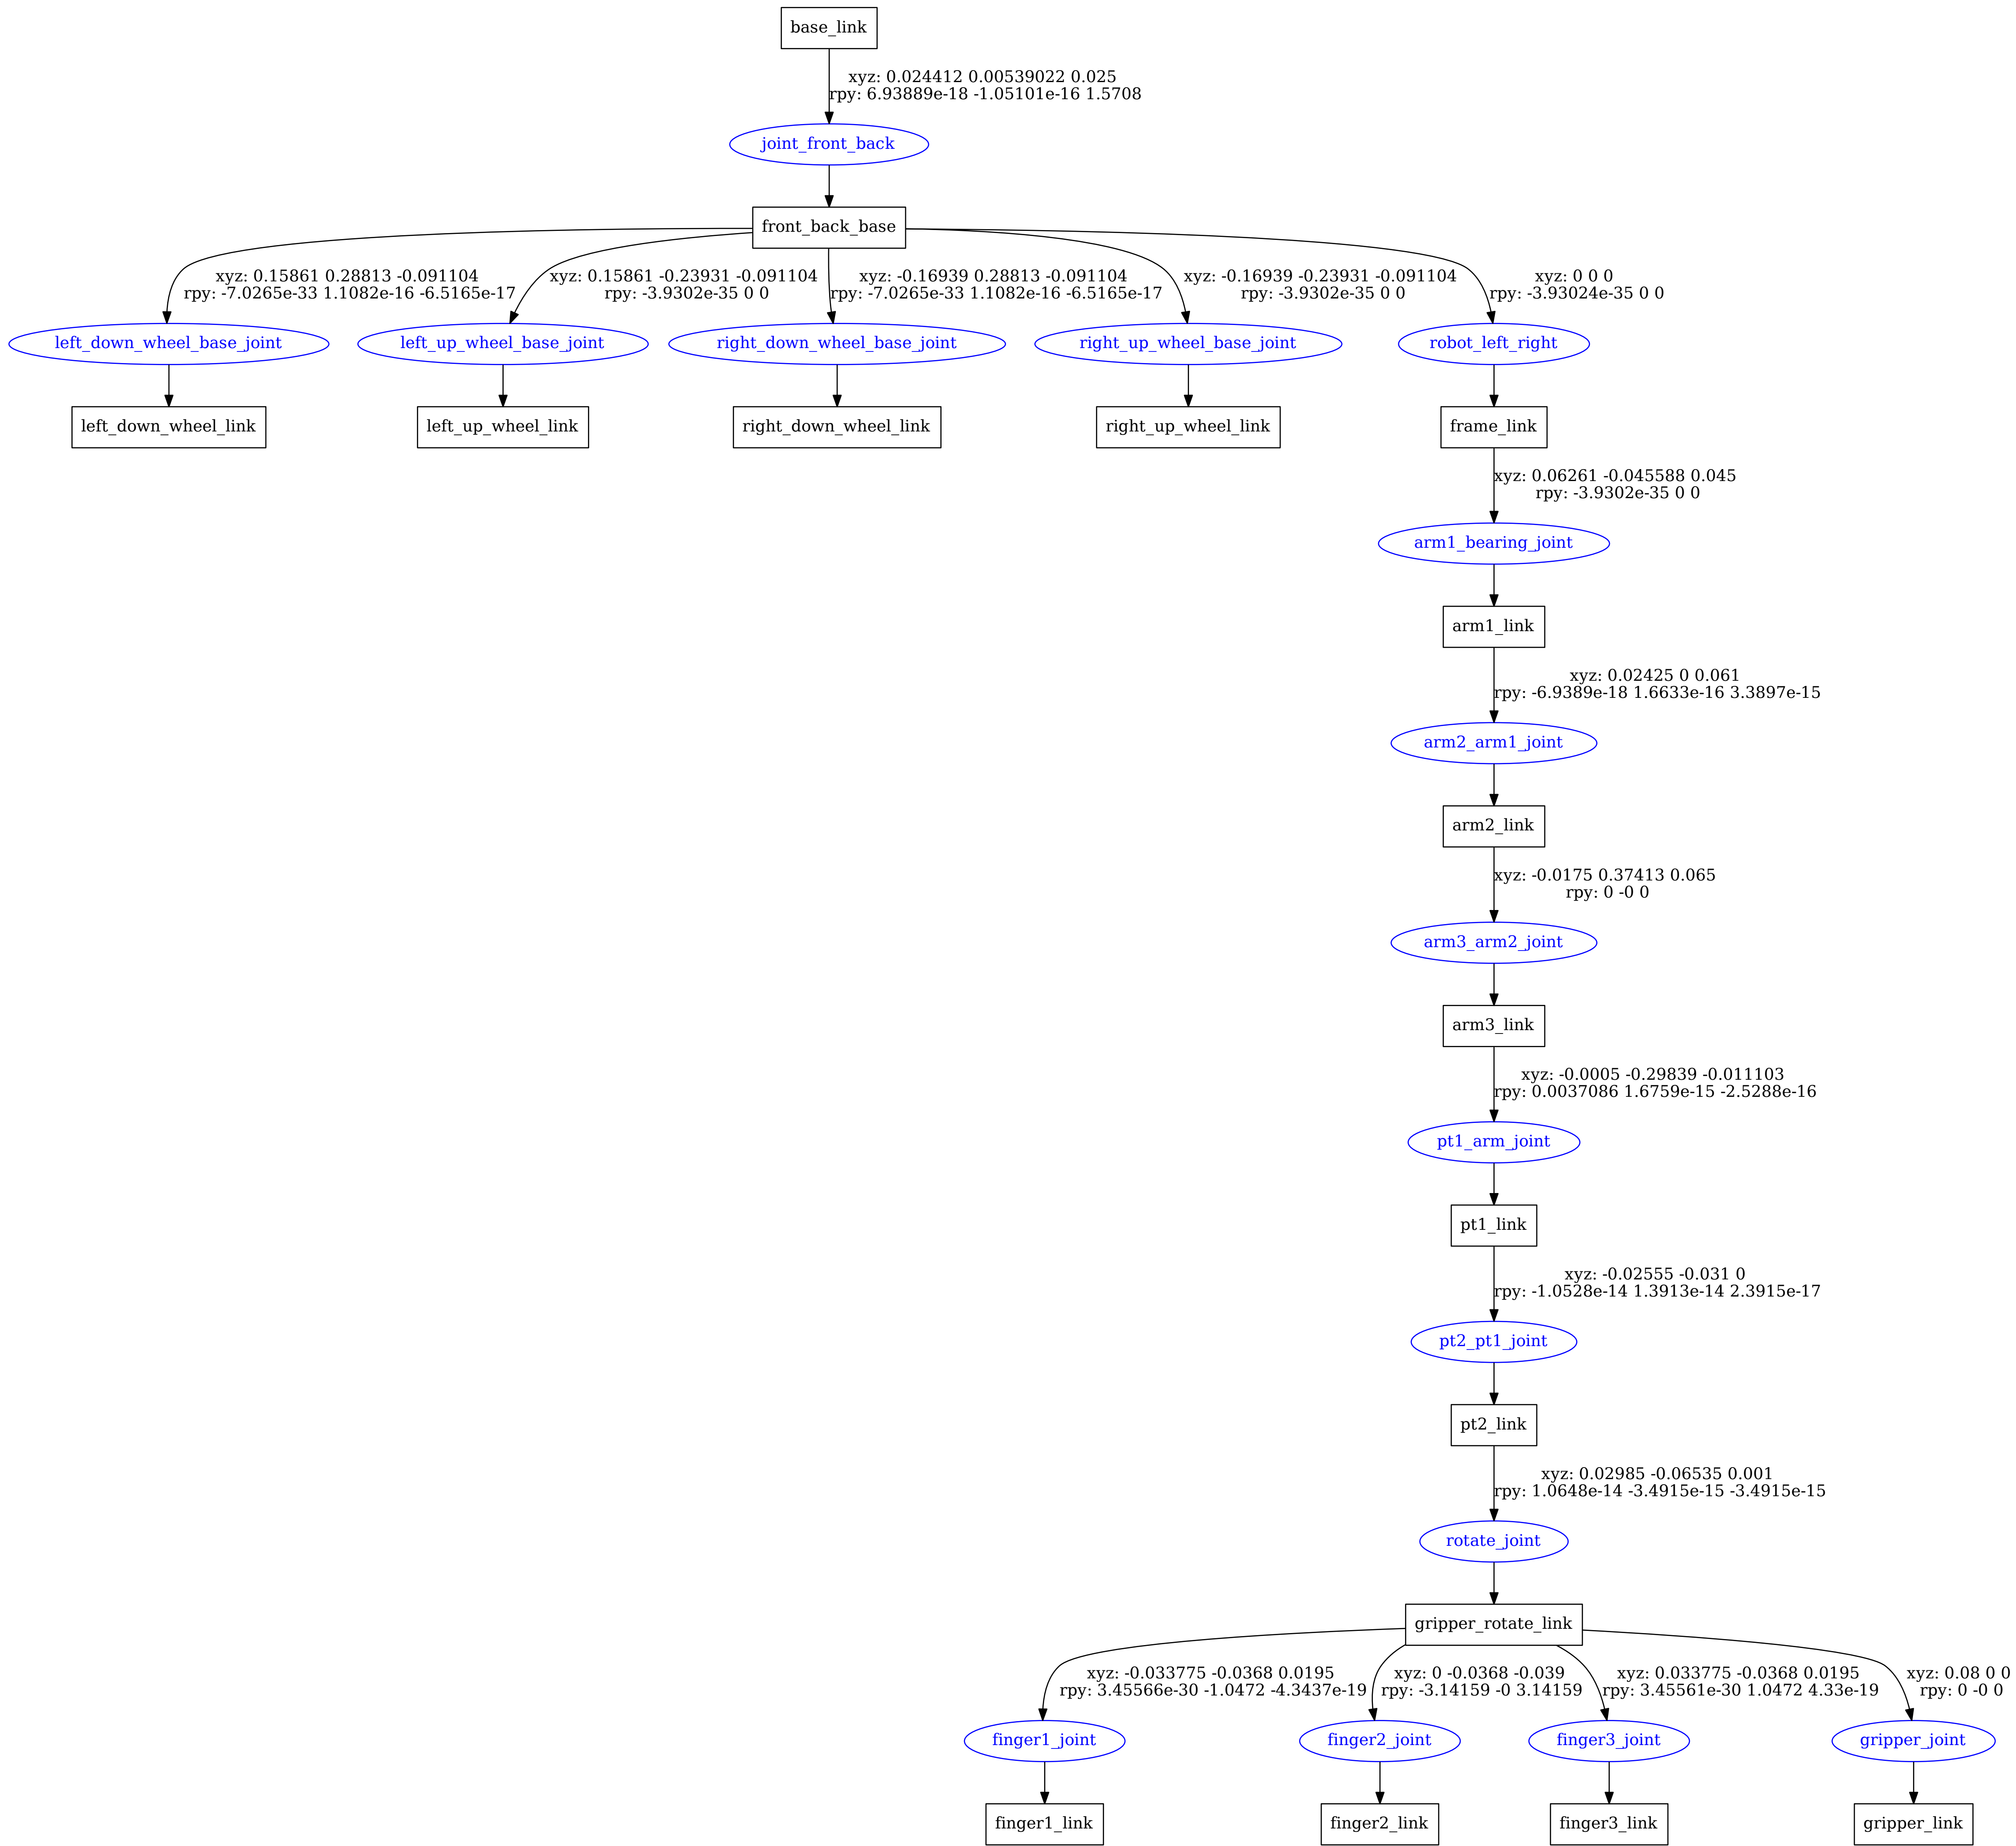 base_link
xyz: 0.024412 0.00539022 0.025
rpy: 6.93889e-18 -1.05101e-16 1.5708
joint_front_back
front_back_base
xyz: 0.15861 0.28813 -0.091104
rpy: -7.0265e-33 1.1082e-16 -6.5165e-17
xyz: 0.15861 -0.23931 -0.091104
rpy: -3.9302e-35 0 0
xyz: -0.16939 0.28813 -0.091104
rpy: -7.0265e-33 1.1082e-16 -6.5165e-17
xyz: -0.16939 -0.23931 -0.091104
rpy: -3.9302e-35 0 0
xyz: 0 0 0
rpy: -3.93024e-35 0 0
left_down_wheel_base_joint
left_up_wheel_base_joint
right_down_wheel_base_joint
right_up_wheel_base_joint
robot_left_right
left_down_wheel_link
left_up_wheel_link
right_down_wheel_link
right_up_wheel_link
frame_link
xyz: 0.06261 -0.045588 0.045
rpy: -3.9302e-35 0 0
arm1_bearing_joint
arm1_link
xyz: 0.02425 0 0.061
rpy: -6.9389e-18 1.6633e-16 3.3897e-15
arm2_arm1_joint
arm2_link
xyz: -0.0175 0.37413 0.065
rpy: 0 -0 0
arm3_arm2_joint
arm3_link
xyz: -0.0005 -0.29839 -0.011103
rpy: 0.0037086 1.6759e-15 -2.5288e-16
pt1_arm_joint
pt1_link
xyz: -0.02555 -0.031 0
rpy: -1.0528e-14 1.3913e-14 2.3915e-17
pt2_pt1_joint
pt2_link
xyz: 0.02985 -0.06535 0.001
rpy: 1.0648e-14 -3.4915e-15 -3.4915e-15
rotate_joint
gripper_rotate_link
xyz: -0.033775 -0.0368 0.0195
rpy: 3.45566e-30 -1.0472 -4.3437e-19
xyz: 0 -0.0368 -0.039
rpy: -3.14159 -0 3.14159
xyz: 0.033775 -0.0368 0.0195
rpy: 3.45561e-30 1.0472 4.33e-19
xyz: 0.08 0 0
rpy: 0 -0 0
finger1_joint
finger2_joint
finger3_joint
gripper_joint
finger1_link
finger2_link
finger3_link
gripper_link